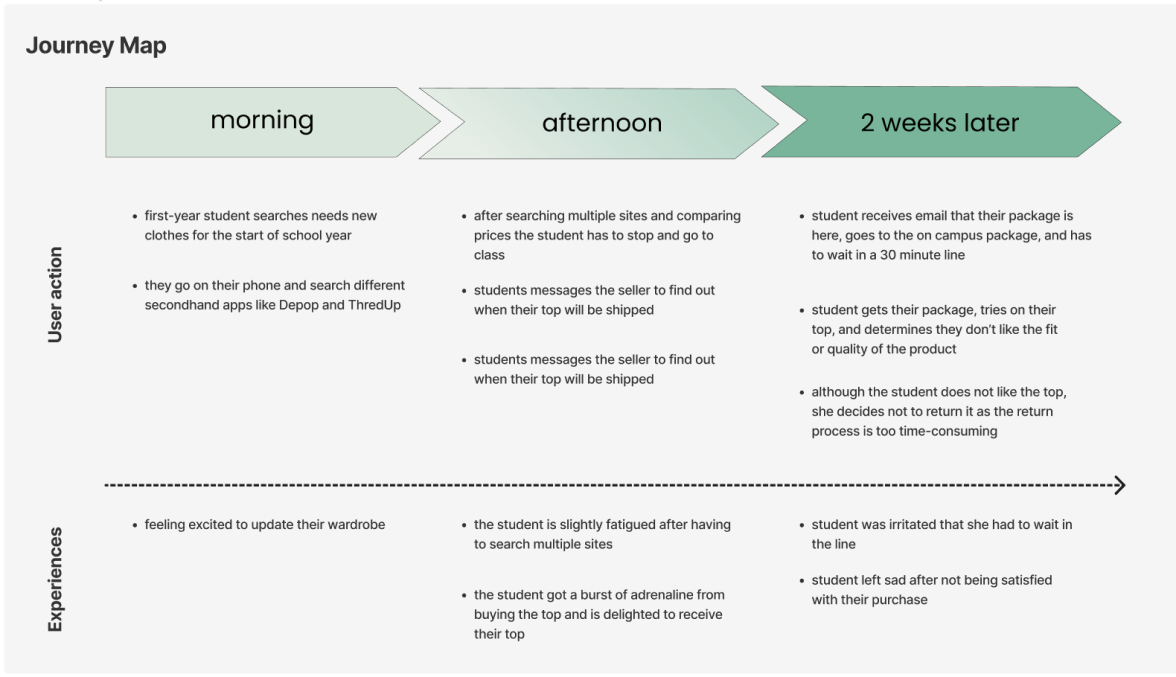 Journey Map
morning
afternoon
2 weeks later
User action
• first-year student searches needs new
clothes for the start of school year
• they go on their phone and search different
secondhand apps like Depop and ThredUp
• after searching multiple sites and comparing
prices the student has to stop and go to
class
• students messages the seller to find out
when their top will be shipped
• students messages the seller to find out
when their top will be shipped
• student receives email that their package is
here, goes to the on campus package, and has
to wait in a 30 minute line
• student gets their package, tries on their
top, and determines they don't like the fit
or quality of the product
• although the student does not like the top,
she decides not to return it as the return
process is too time-consuming
Experiences
• feeling excited to update their wardrobe
• the student is slightly fatigued after having
to search multiple sites
• the student got a burst of adrenaline from
buying the top and is delighted to receive
their top
• student was irritated that she had to wait in
the line
• student left sad after not being satisfied
with their purchase